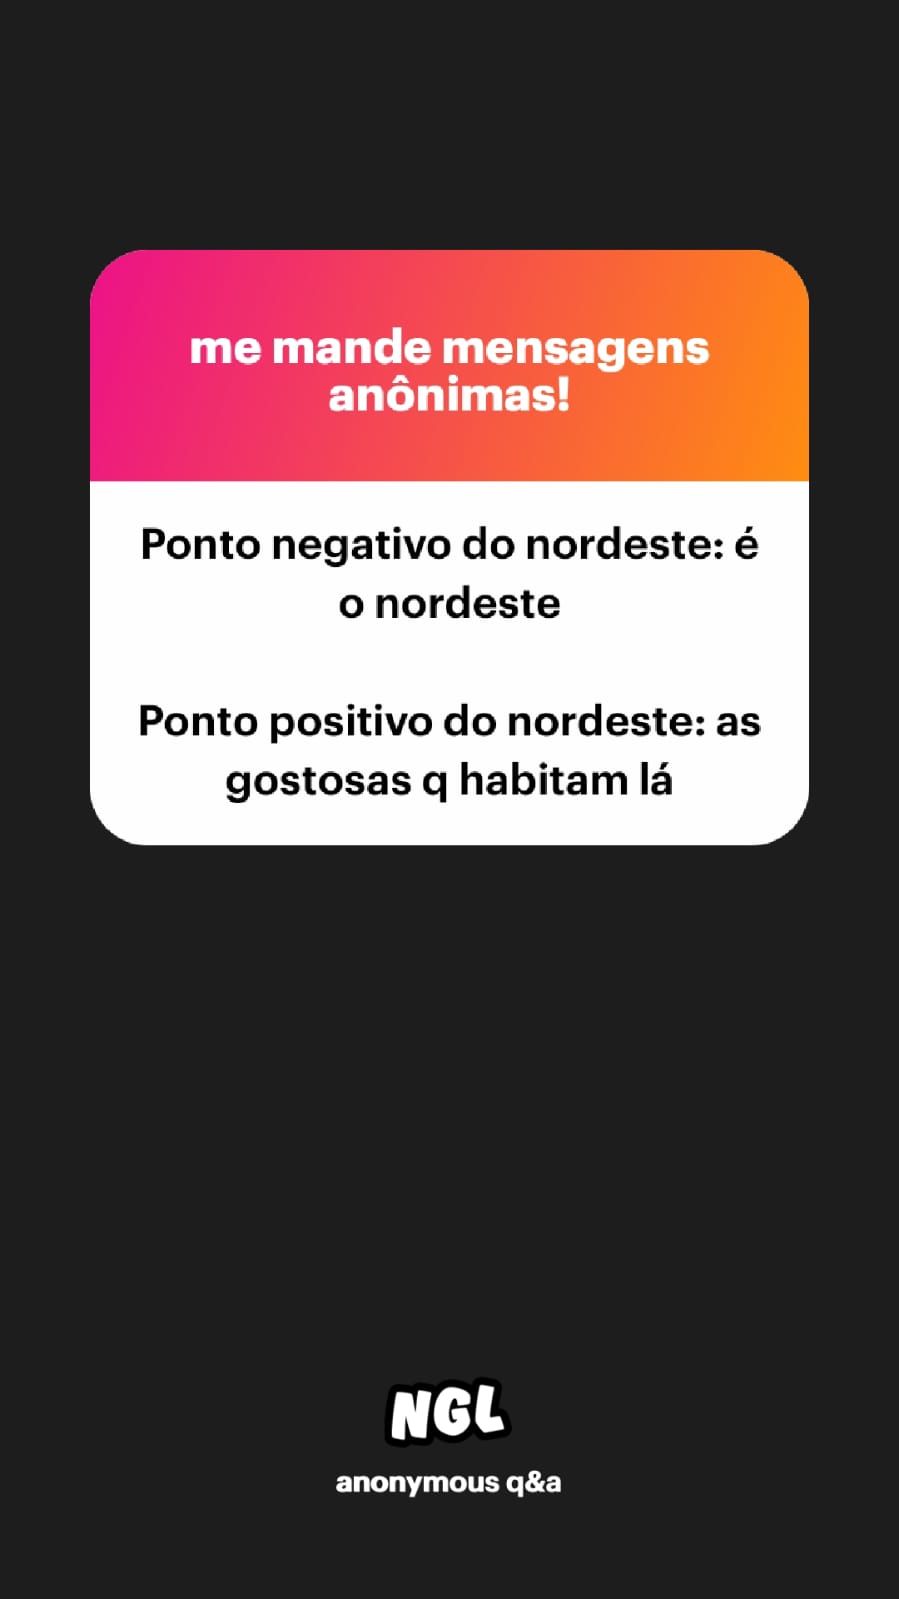 me mande mensagens
anônimas!
Ponto negativo do nordeste: é
o nordeste
Ponto positivo do nordeste: as
gostosas q habitam lá
NGL
anonymous q&a